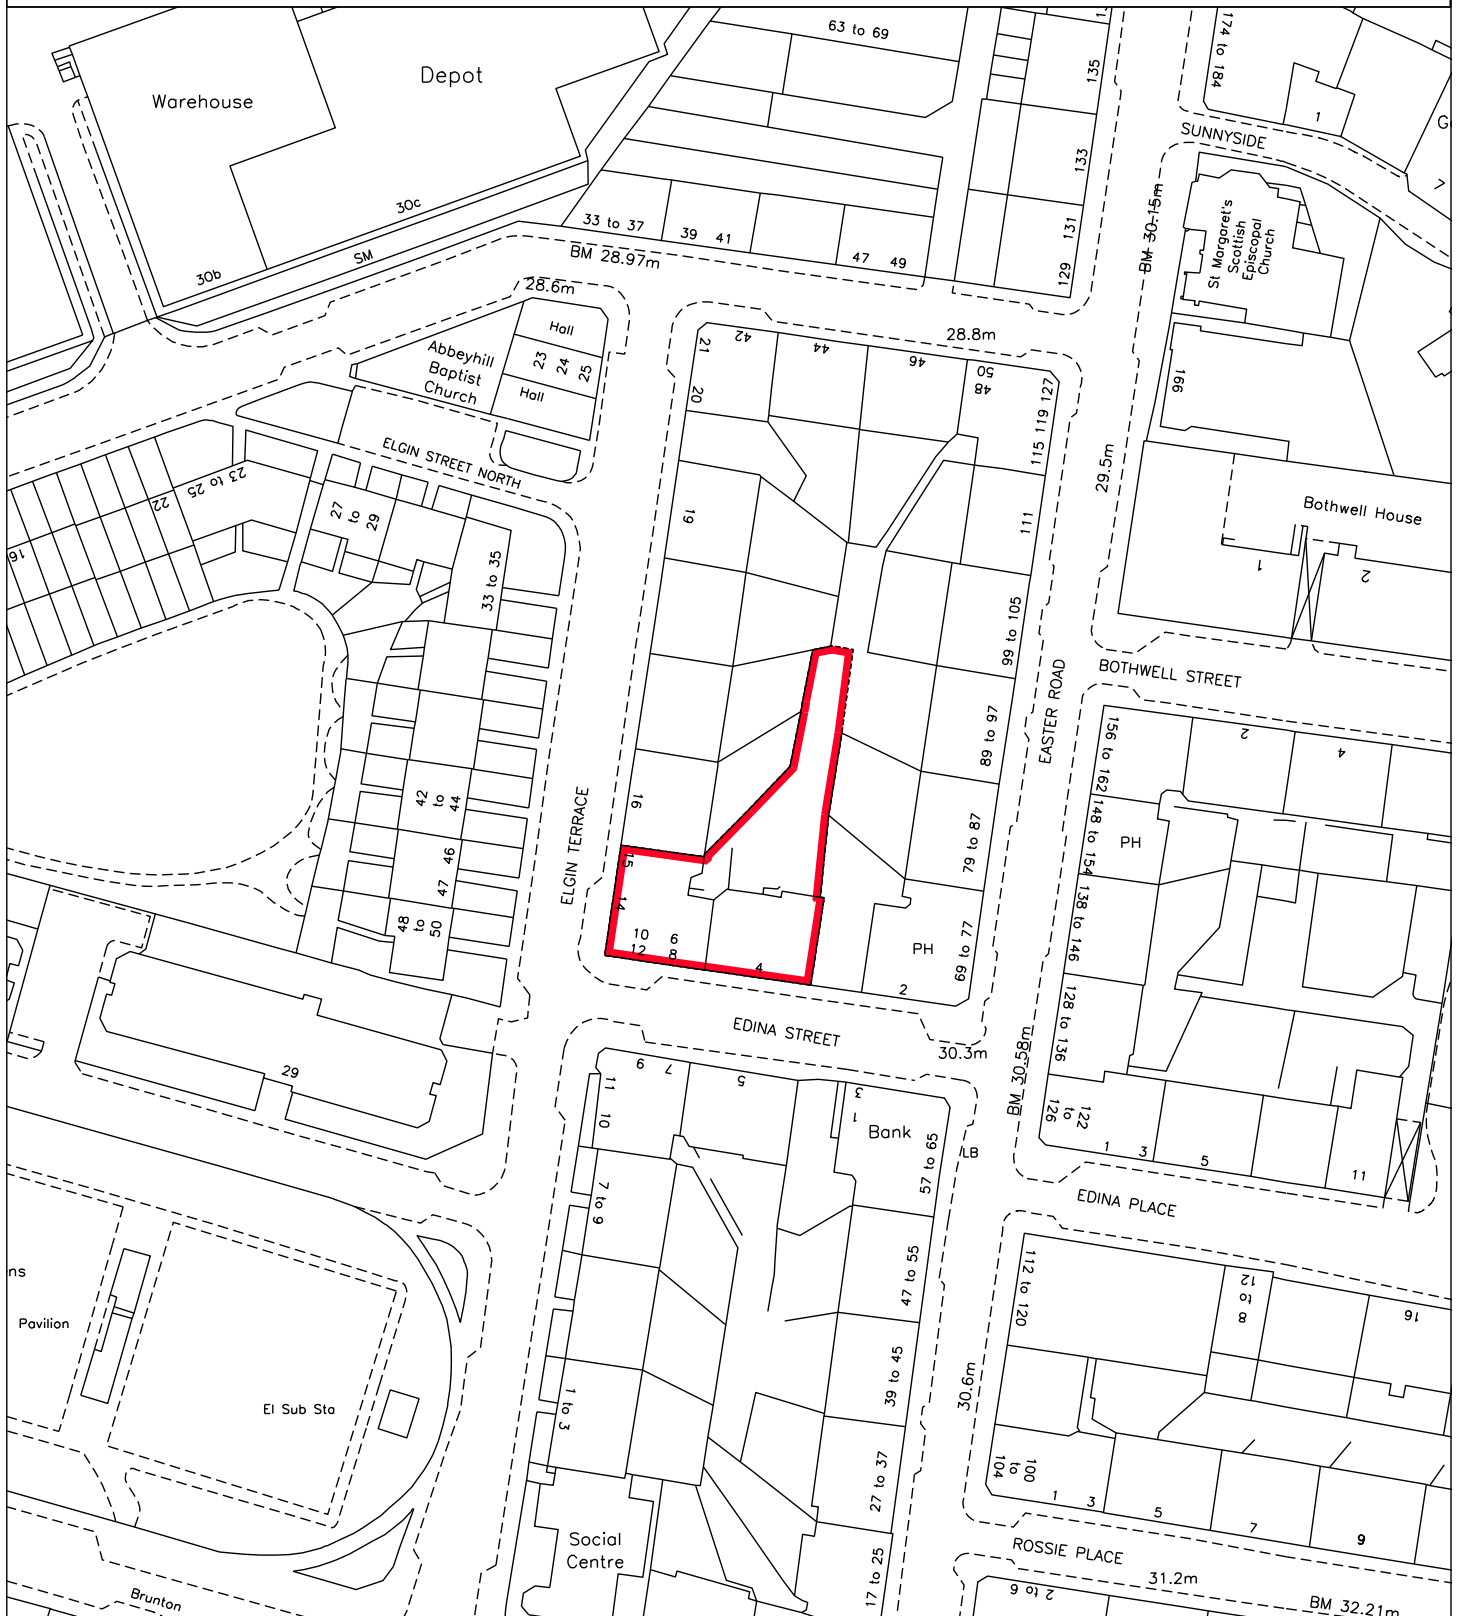 63 to 69
135
174 to 184
Depot
Warehouse
1
SUNNYSIDE
133
7
30c
33 to 37
39
41
131
BM 30.15m
St Margaret's
Scottish
Episcopal
Church
SM
BM 28.97m
47
49
129
30b
28.6m
Hall
23
24
25
Hall
Abbeyhill
Baptist
Church
28.8m
21
42
44
46
50
48
127
20
115 119
166
ELGIN STREET NORTH
29.5m
23 to 25
22
16
27
to
29
19
111
Bothwell House
1
2
33 to 35
99 to 105
BOTHWELL STREET
EASTER ROAD
89 to 97
156 to 162
2
4
42
to
44
16
ELGIN TERRACE
148 to 154
PH
79 to 87
46
47
15
14
138 to 146
48
to
50
10
12
6
8
4
PH
69 to 77
2
128 to 136
EDINA STREET
30.3m
BM 30.58m
29
9
7
5
3
1
11
10
Bank
57 to 65
LB
126
to
122
1
3
5
11
EDINA PLACE
7 to 9
47 to 55
112 to 120
12
to
8
16
ns
Pavilion
El Sub Sta
39 to 45
30.6m
1 to 3
27 to 37
104
to
100
1
3
5
7
9
Social
Centre
17 to 25
ROSSIE PLACE
31.2m
2 to 6
BM 32.21m
Brunton